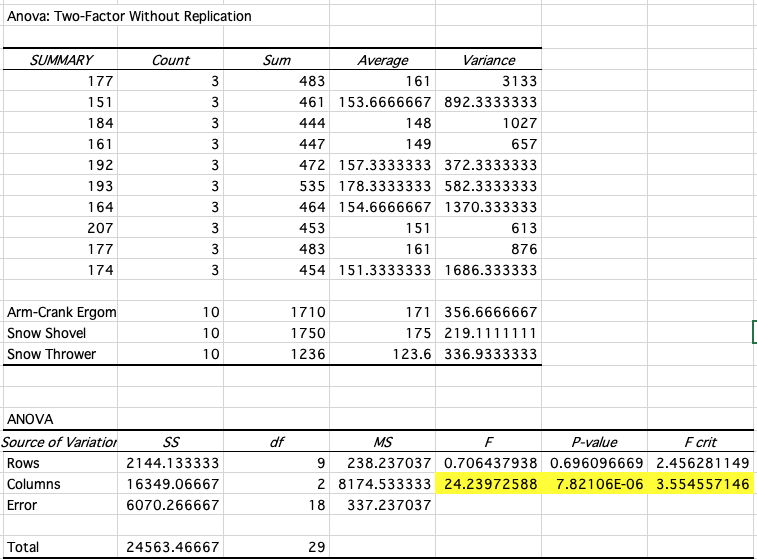 Anova: Two-Factor Without Replication
SUMMARY Count Sum Average Variance
177 3 483 161 3133
151 3 461 153.6666667 892.3333333
184 3 444 148 1027
161 3 447 149 657
192 3 472 157.3333333 372.3333333
193 3 535 178.3333333 582.3333333
164 3 464 154.6666667 1370.333333
207 3 453 151 613
177 3 483 161 876
174 3 454 151.3333333 1686.333333
Arm-Crank Ergom 10 1710 171 356.6666667
Snow Shovel 10 1750 175 219.1111111
Snow Thrower 10 1236 123.6 336.9333333
ANOVA
Source of Variation SS df MS F P-value F crit
Rows 2144.133333 9 238.237037 0.706437938 0.696096669 2.456281149
Columns 16349.06667 2 8174.533333 24.23972588 7.82106E-06 3.554557146
Error 6070.266667 18 337.237037
Total 24563.46667 29